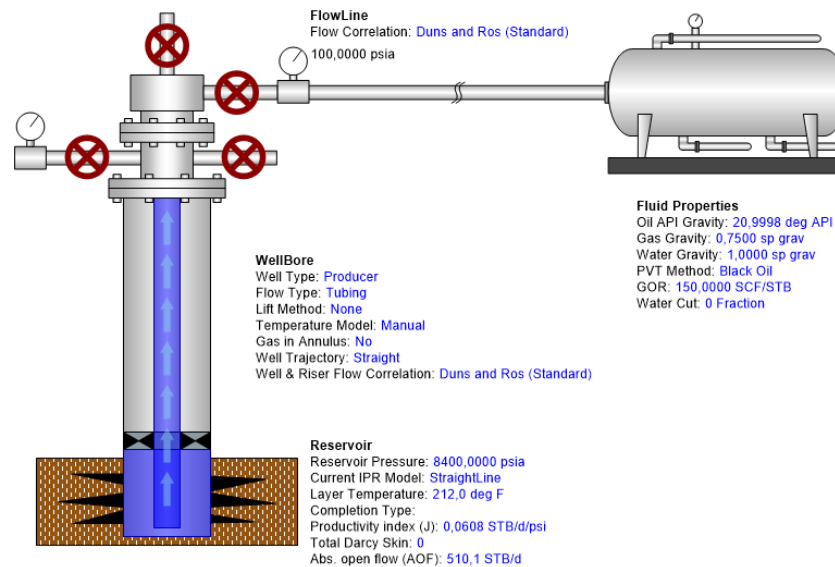 FlowLine
Flow Correlation: Duns and Ros (Standard)
100,0000 psia
Fluid Properties
Oil API Gravity: 20,9998 deg API
Gas Gravity: 0,7500 sp grav
Water Gravity: 1,0000 sp grav
PVT Method: Black Oil
GOR: 150,0000 SCF/STB
Water Cut: 0 Fraction
WellBore
Well Type: Producer
Flow Type: Tubing
Lift Method: None
Temperature Model: Manual
Gas in Annulus: No
Well Trajectory: Straight
Well & Riser Flow Correlation: Duns and Ros (Standard)
Reservoir
Reservoir Pressure: 8400,0000 psia
Current IPR Model: StraightLine
Layer Temperature: 212,0 deg F
Completion Type:
Productivity index (J): 0,0608 STB/d/psi
Total Darcy Skin: 0
Abs. open flow (AOF): 510,1 STB/d